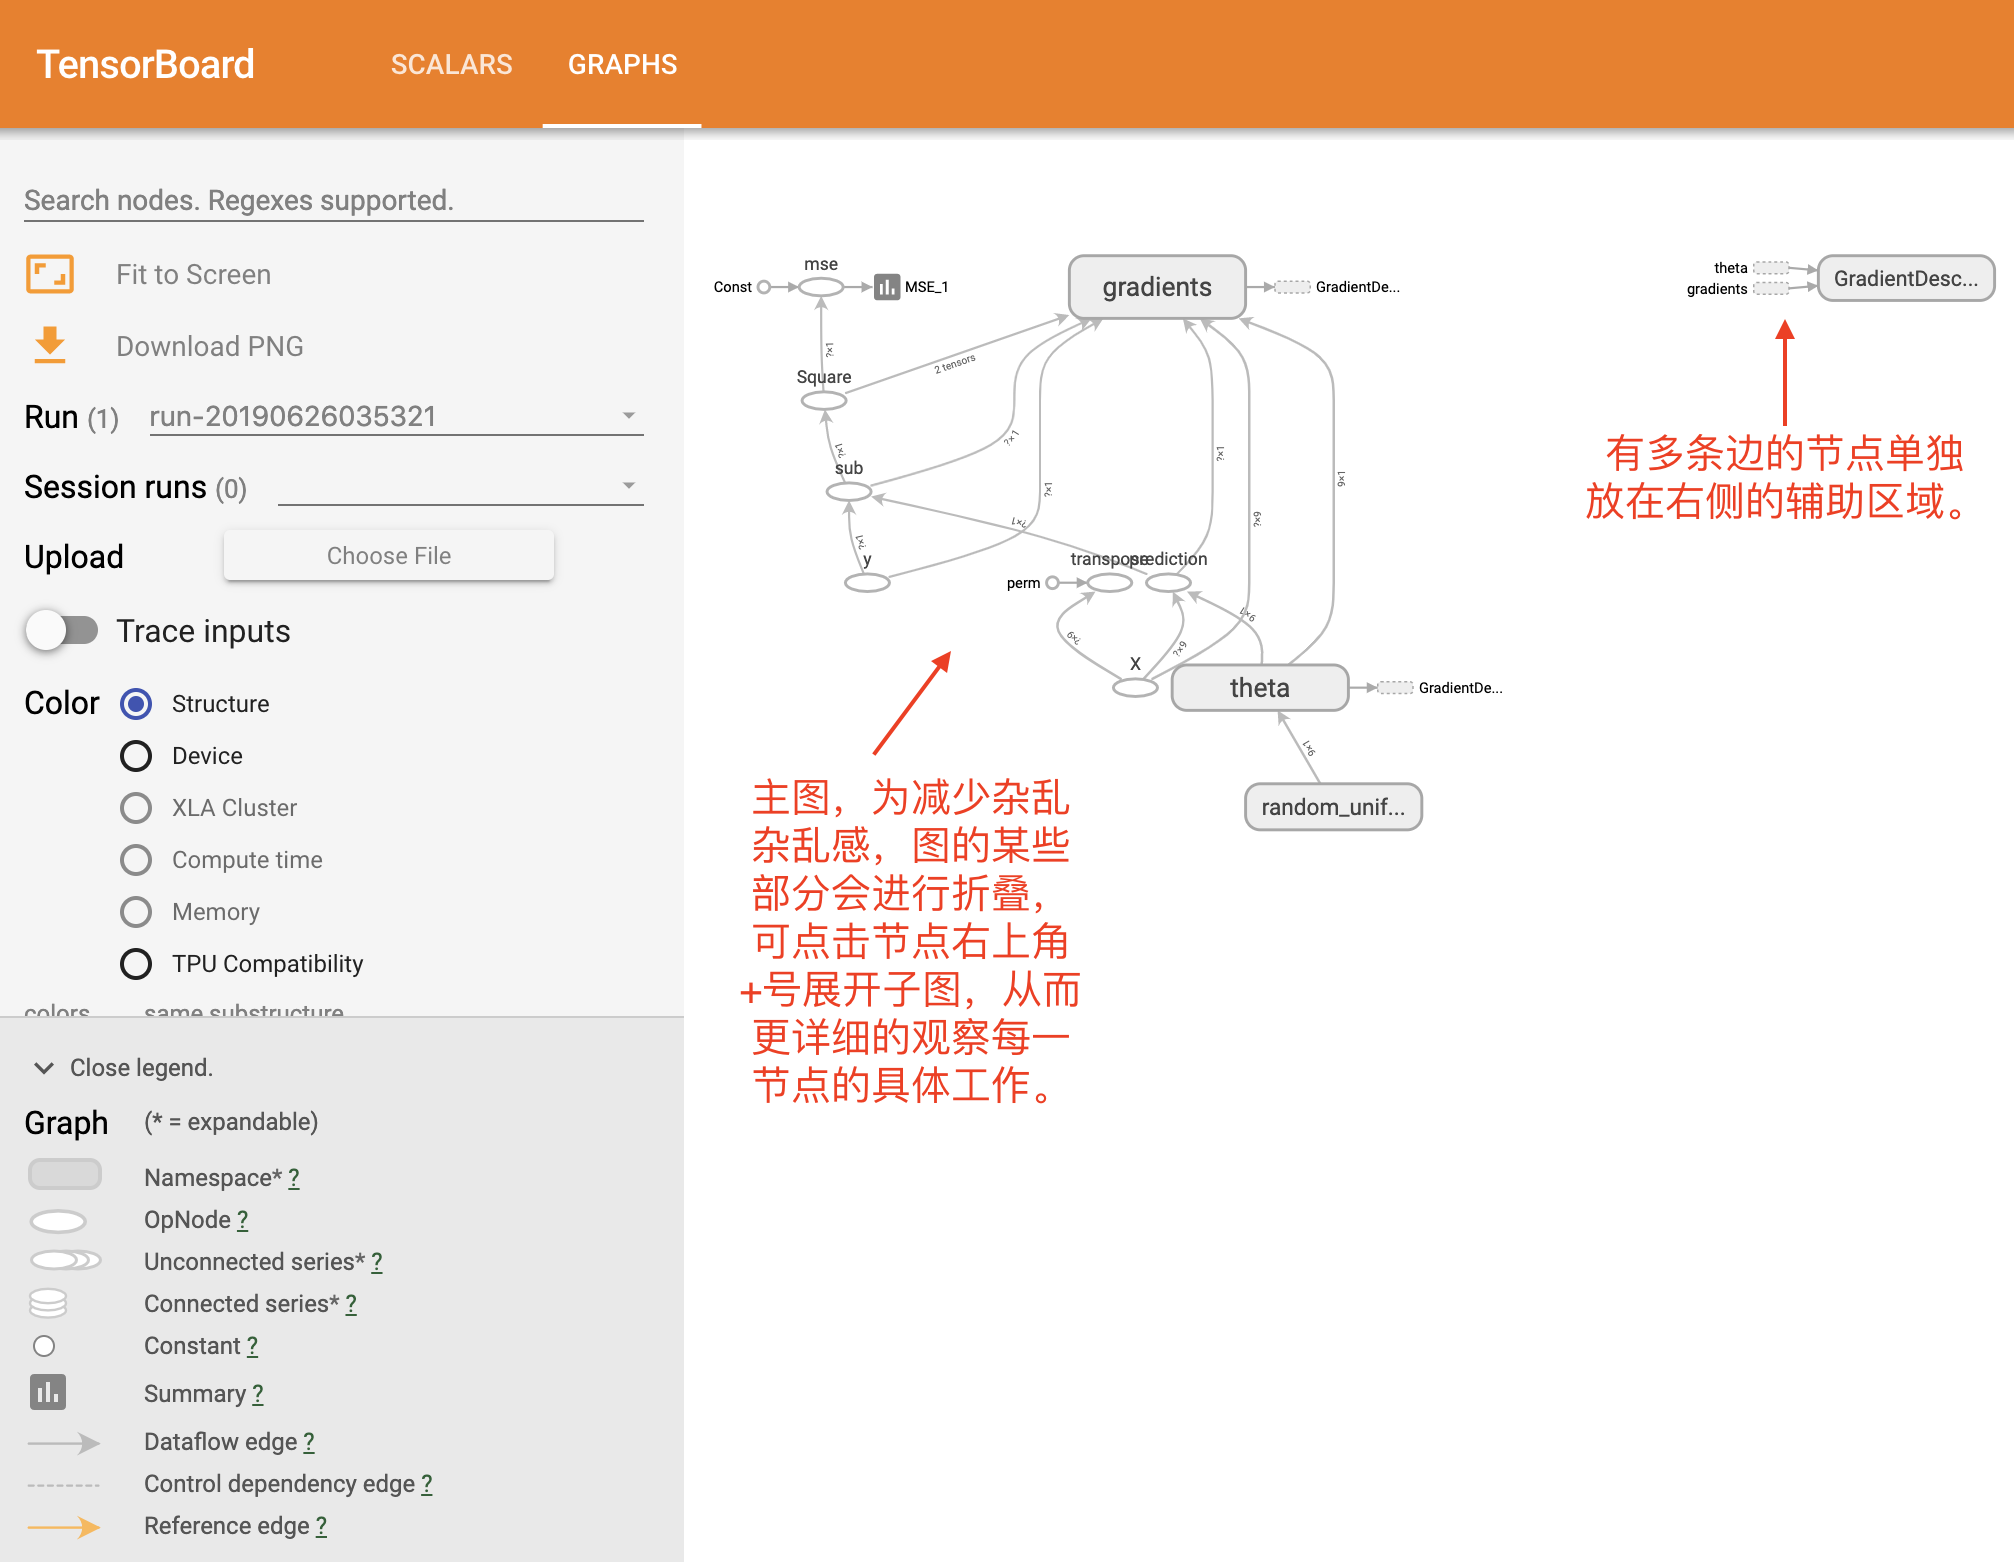 TensorBoard
SCALARS
GRAPHS
Search nodes. Regexes supported.
Fit to Screen
Download PNG
Run (1) run-20190626035321
Session runs (0)
Upload
Choose File
Trace inputs
Color
Structure
Device
XLA Cluster
Compute time
Memory
TPU Compatibility
colors same substructure
Close legend.
Graph (* = expandable)
Namespace* ?
OpNode ?
Unconnected series* ?
Connected series* ?
Constant ?
Summary ?
Dataflow edge ?
Control dependency edge ?
Reference edge ?
mse
Const
MSE_1
gradients
GradientDe...
?×1
Square
2 tensors
?×1
sub
?×1
?×1
?×1
?×1
9×1
?×9
?×1
y
?×1
transpose
prediction
perm
?×9
?×9
9×1
X
theta
GradientDe...
9×1
random_unif...
theta
gradients
GradientDesc...
有多条边的节点单独
放在右侧的辅助区域。
主图，为减少杂乱
杂乱感，图的某些
部分会进行折叠，
可点击节点右上角
+号展开子图，从而
更详细的观察每一
节点的具体工作。